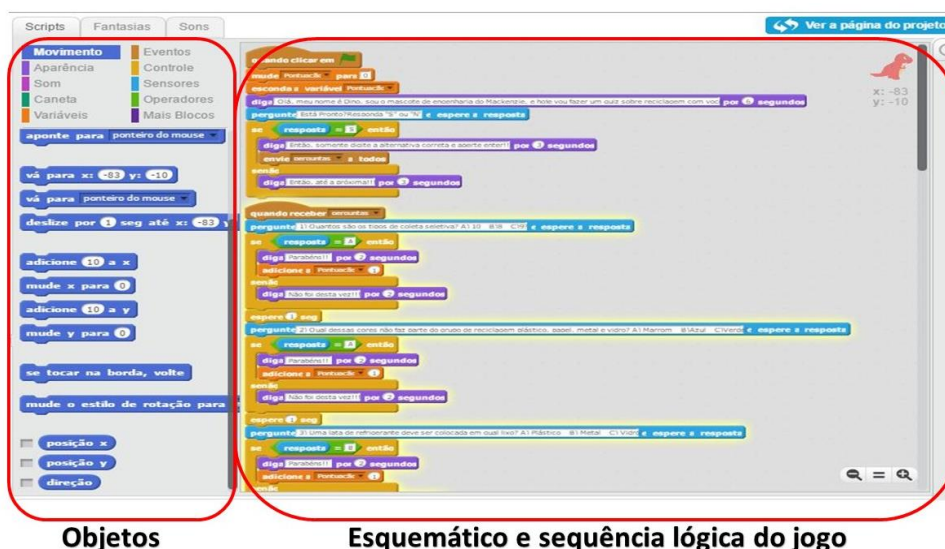 Scripts Fantasias Sons
Ver a página do projeto
Movimento Eventos
Aparência Controle
Som Sensores
Caneta Operadores
Variáveis Mais Blocos
aponte para ponteiro do mouse
vá para x: -83 y: -10
vá para ponteiro do mouse
deslize por 1 seg até x: -83 y
adicione 10 a x
mude x para 0
adicione 10 a y
mude y para 0
se tocar na borda, volte
mude o estilo de rotação para
posição x
posição y
direção
quando clicar em
mude Pontuacão para 0
esconda a variável Pontuacão
diga Olá, meu nome é Dino, sou o mascote de engenharia do Mackenzie, e hoje vou fazer um quiz sobre reciclagem com você por segundos
pergunte Está Pronto?Responda "S" ou "N" e espere a resposta
se resposta = S então
diga Então, somente digite a alternativa correta e aperte enter!! por segundos
envie perguntas a todos
senão
diga Então, até a próxima!!! por segundos
quando receber perguntas
pergunte 1) Quantos são os tipos de coleta seletiva? A) 10 B)8 C)9 e espere a resposta
se resposta = A então
diga Parabéns!! por 2 segundos
adicione a Pontuacão 1
senão
diga Não foi desta vez!!! por 2 segundos
espere 1 seg
pergunte 2) Qual dessas cores não faz parte do grupo de reciclagem plástico, papel, metal e vidro? A) Marrom B)Azul C)Verde e espere a resposta
se resposta = A então
diga Parabéns!! por 2 segundos
adicione a Pontuacão 1
senão
diga Não foi desta vez!!! por 2 segundos
espere 1 seg
pergunte 3) Uma lata de refrigerante deve ser colocada em qual lixo? A) Plástico B) Metal C) Vidro e espere a resposta
se resposta = B então
diga Parabéns!! por 2 segundos
adicione a Pontuacão 1
senão
x: -83
y: -10
Objetos
Esquemático e sequência lógica do jogo